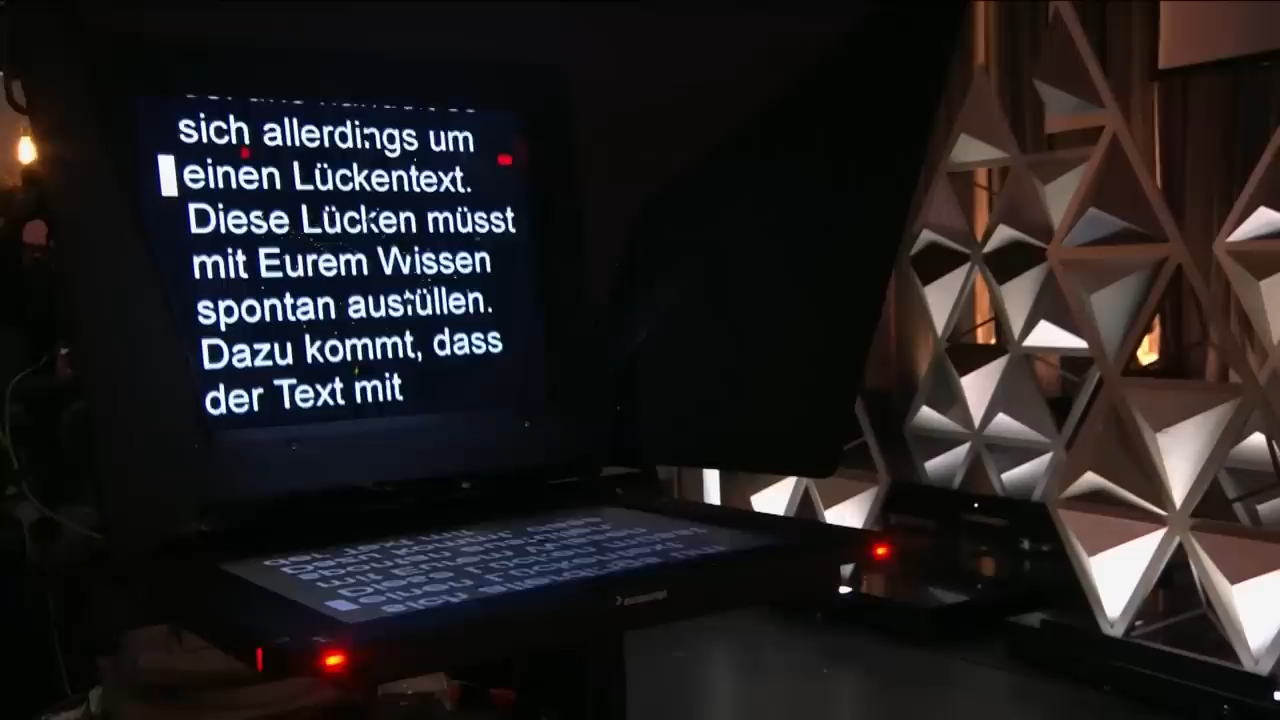 sich allerdings um
einen Lückentext.
Diese Lücken müsst
mit Eurem Wissen
spontan ausfüllen.
Dazu kommt, dass
der Text mit